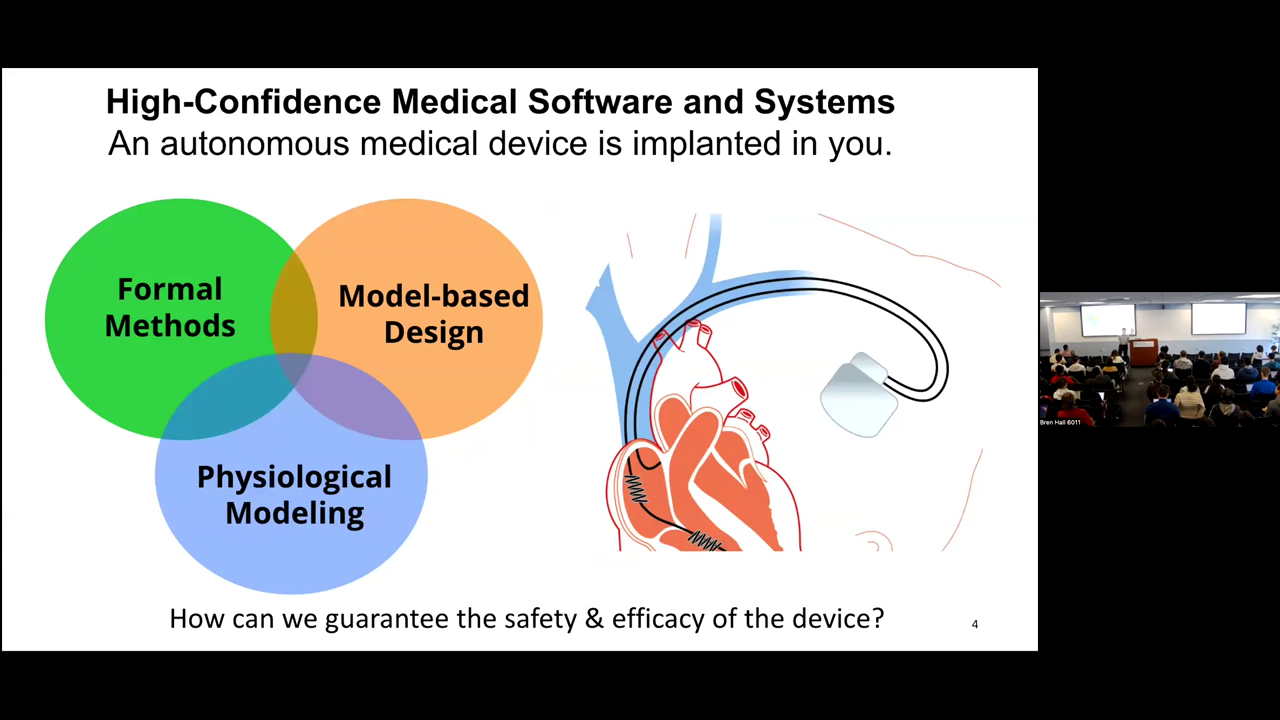 High-Confidence Medical Software and Systems
An autonomous medical device is implanted in you.
Formal
Methods
Model-based
Design
Physiological
Modeling
How can we guarantee the safety & efficacy of the device?
4
Bren Hall 6011